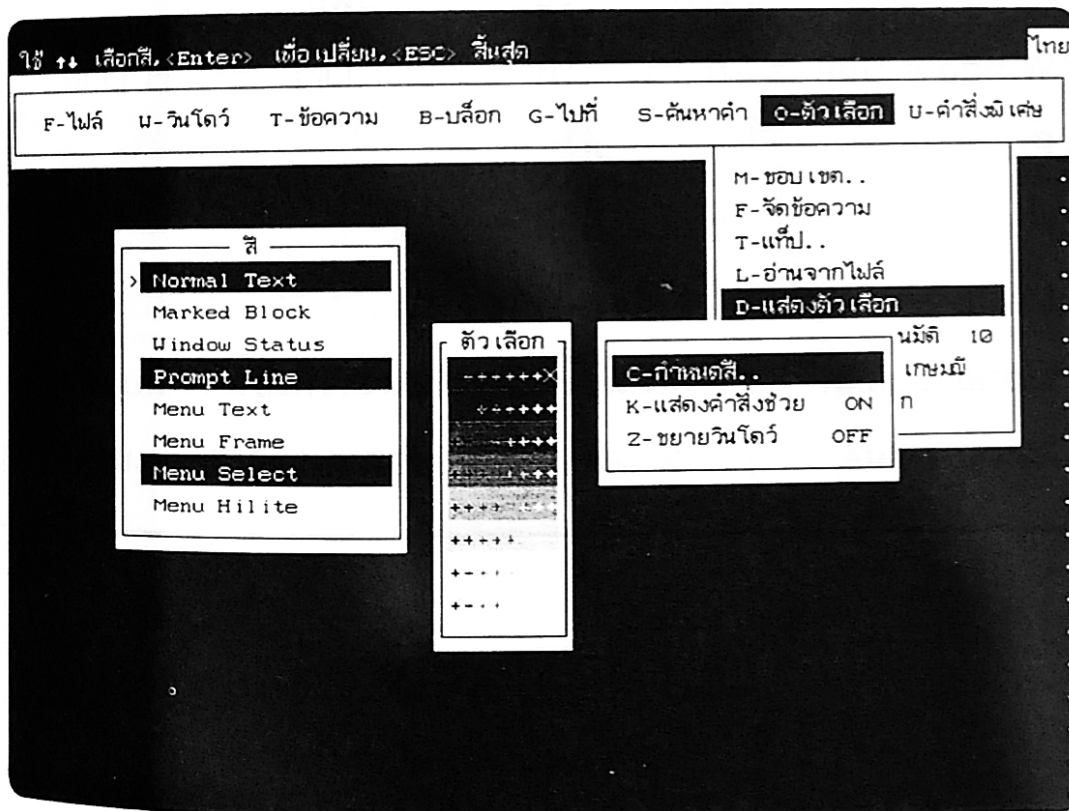 ใช้ ↑↓ เลือกสี,<Enter> เพื่อเปลี่ยน,<ESC> สิ้นสุด ไทย
F-ไฟล์ W-วินโดว์ T-ข้อความ B-บล็อก G-ไปที่ S-ค้นหาคำ O-ตัวเลือก U-คำสั่งพิเศษ
M-ขอบเขต..
F-จัดข้อความ
T-แท็ป..
L-อ่านจากไฟล์
D-แสดงตัวเลือก
นมัติ 10
ก
สี
> Normal Text
Marked Block
Window Status
Prompt Line
Menu Text
Menu Frame
Menu Select
Menu Hilite
ตัวเลือก
C-กำหนดสี..
K-แสดงคำสั่งช่วย ON
Z-ขยายวินโดว์ OFF